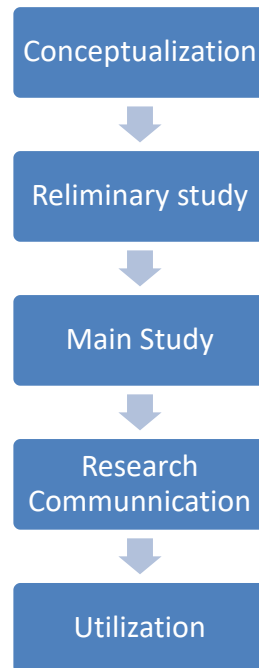 Conceptualization
Reliminary study
Main Study
Research
Communnication
Utilization